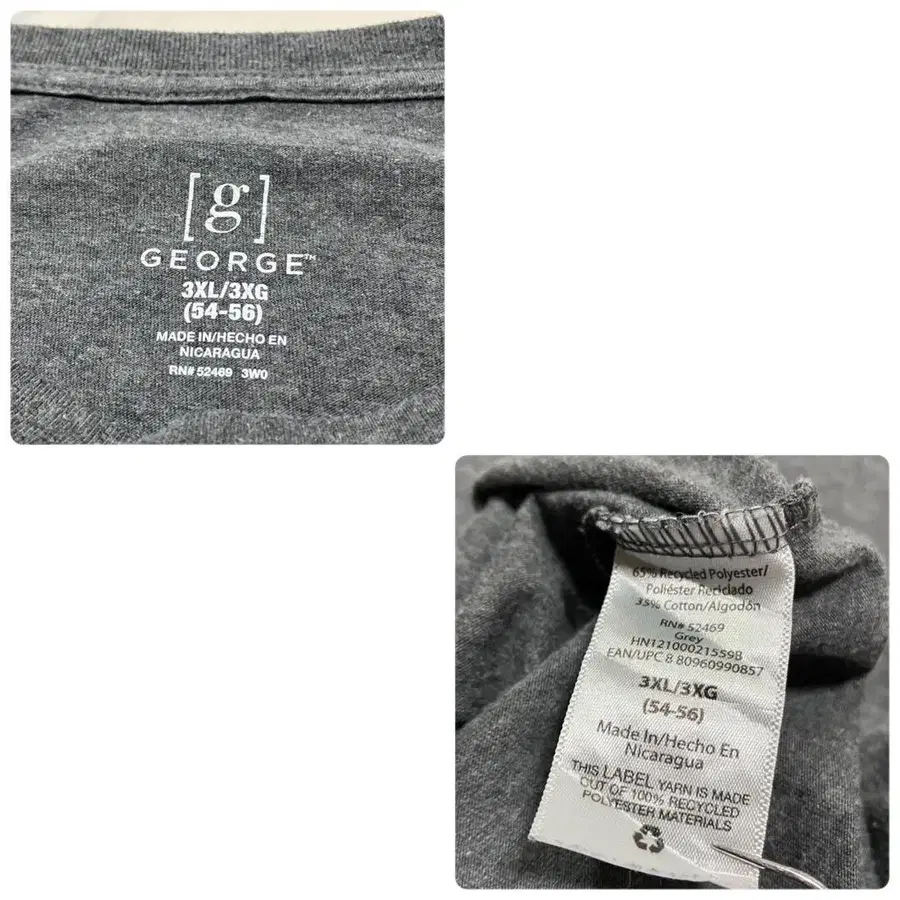 [g]
GEORGE™
3XL/3XG
(54-56)
MADE IN/HECHO EN
NICARAGUA
RN# 52469 3W0
65% Recycled Polyester/
Poliéster Reciclado
35% Cotton/Algodón
RN# 52469
Grey
HN12100021559B
EAN/UPC 8 80960990857
3XL/3XG
(54-56)
Made In/Hecho En
Nicaragua
THIS LABEL YARN IS MADE
OUT OF 100% RECYCLED
POLYESTER MATERIALS